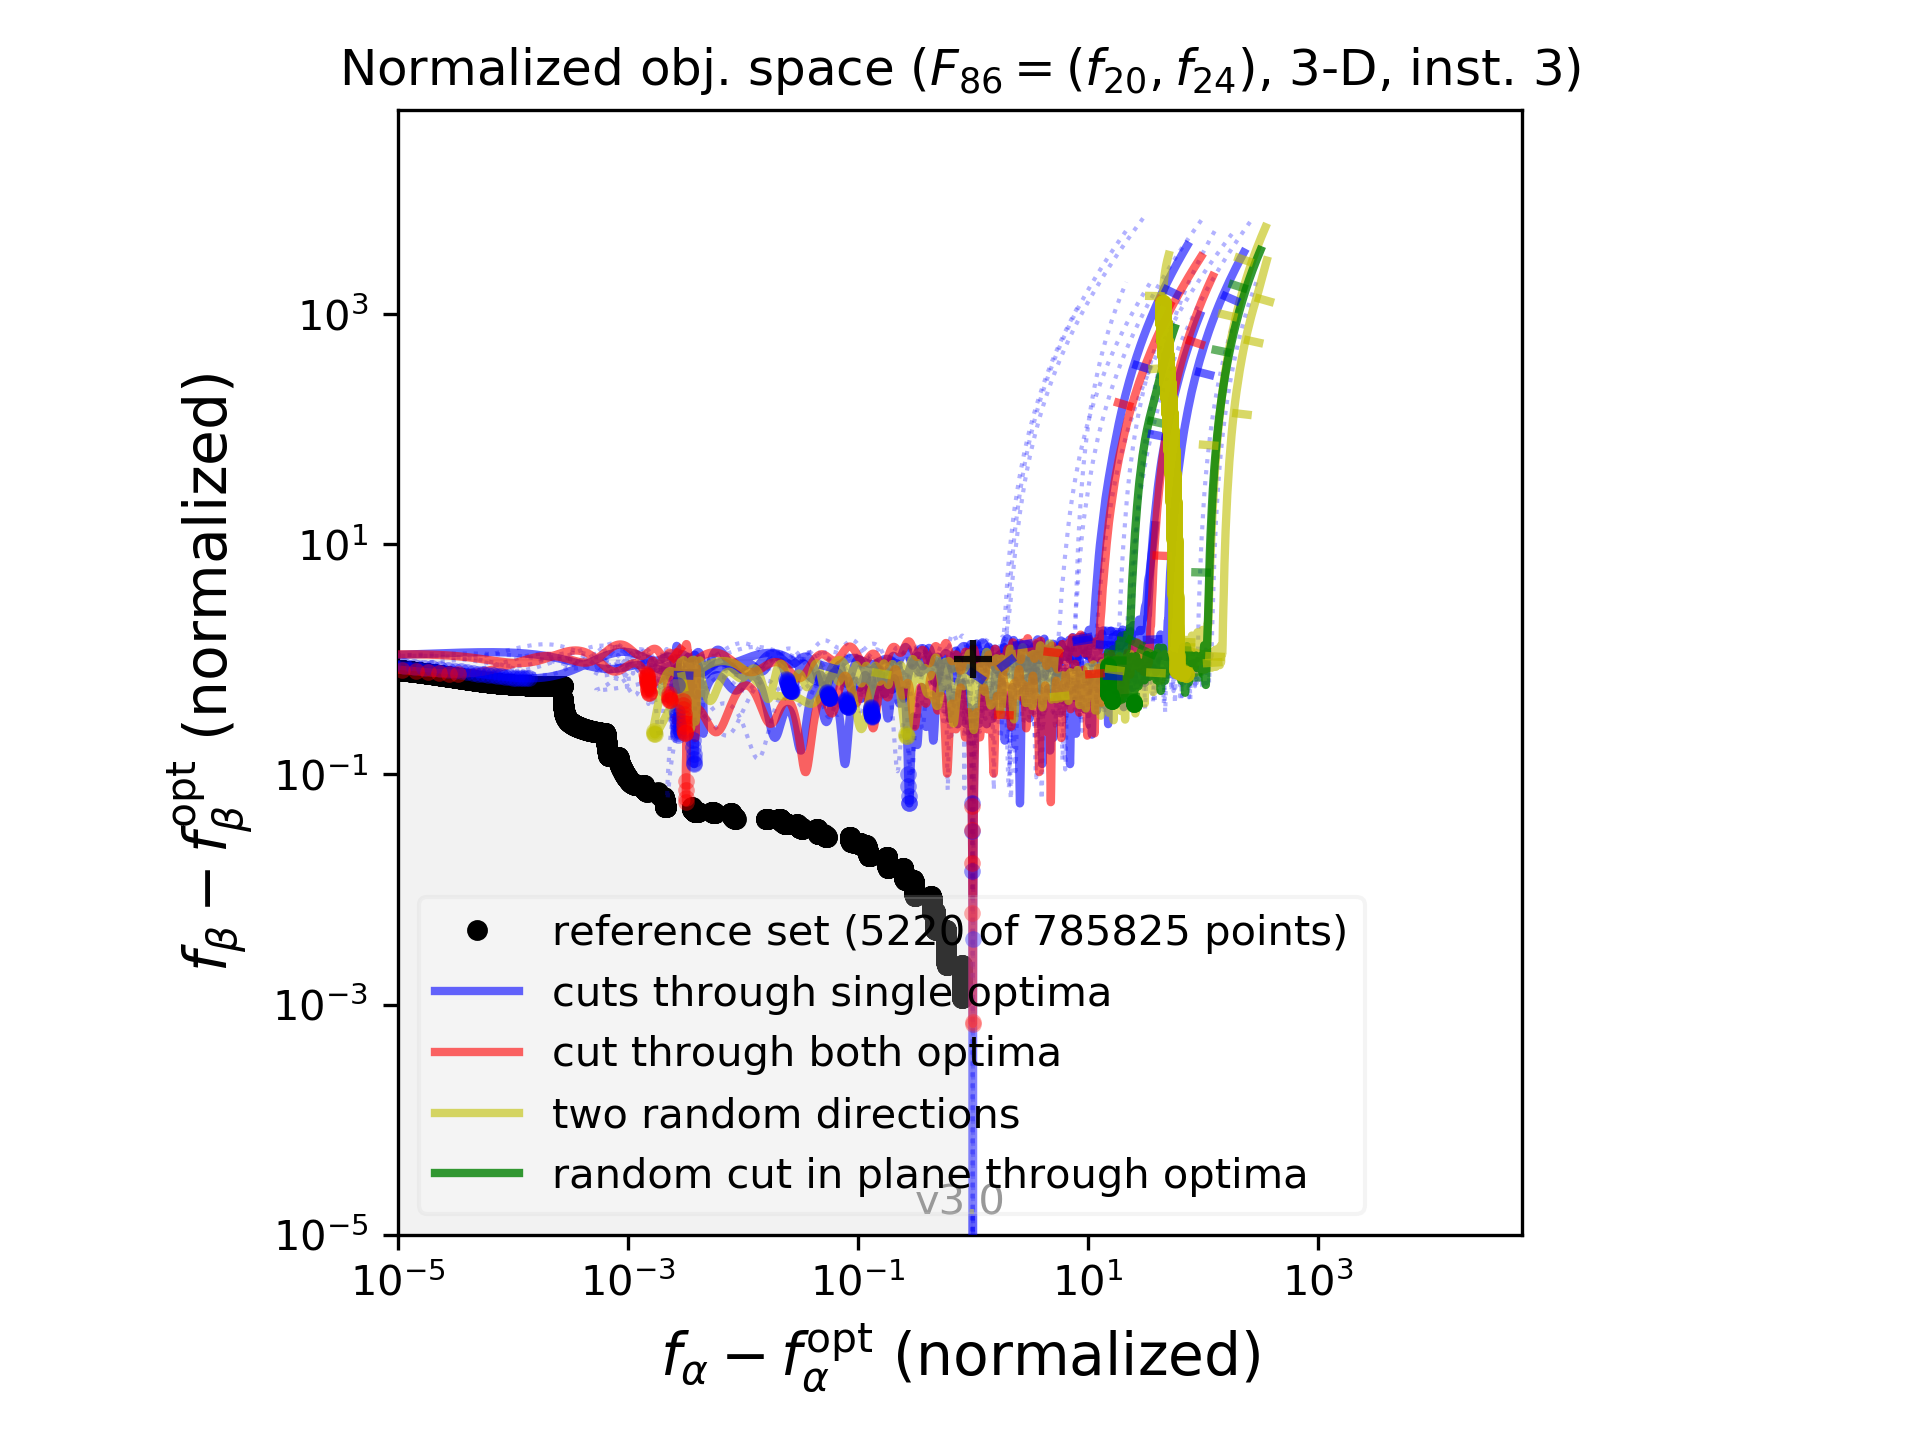 Normalized obj. space (F₈₆ = (f₂₀, f₂₄), 3-D, inst. 3)
f_β − f_β^opt (normalized)
10³
10¹
10⁻¹
10⁻³
10⁻⁵
reference set (5220 of 785825 points)
cuts through single optima
cut through both optima
two random directions
random cut in plane through optima
v3.0
10⁻⁵ 10⁻³ 10⁻¹ 10¹ 10³
f_α − f_α^opt (normalized)